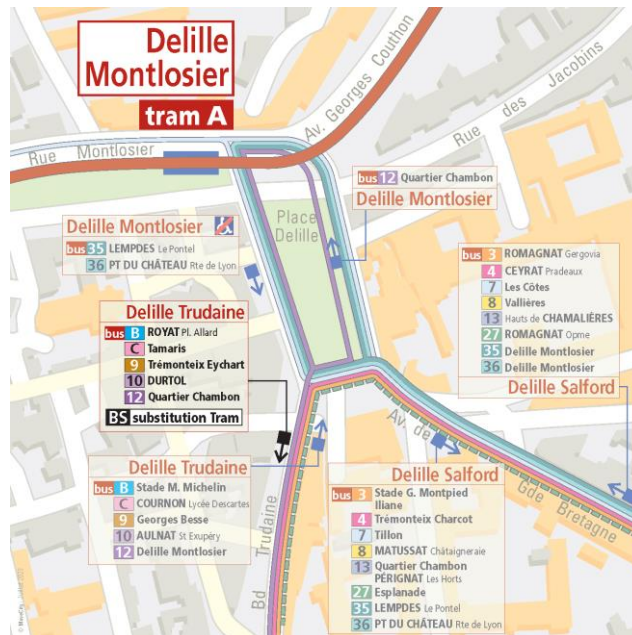 Delille
Montlosier
tram A
Av. Georges Couthon
Rue des Jacobins
Rue Montlosier
bus 12 Quartier Chambon
Delille Montlosier
Place
Delille
Delille Montlosier
bus 35 LEMPDES Le Pontel
36 PT DU CHÂTEAU Rte de Lyon
bus 3 ROMAGNAT Gergovia
4 CEYRAT Pradeaux
7 Les Côtes
8 Vallières
13 Hauts de CHAMALIÈRES
27 ROMAGNAT Opme
35 Delille Montlosier
36 Delille Montlosier
Delille Salford
Delille Trudaine
bus B ROYAT Pl. Allard
C Tamaris
9 Trémonteix Eychart
10 DURTOL
12 Quartier Chambon
BS substitution Tram
Av. de
Gde Bretagne
Delille Trudaine
bus B Stade M. Michelin
C COURNON Lycée Descartes
9 Georges Besse
10 AULNAT St Exupéry
12 Delille Montlosier
Bd Trudaine
Delille Salford
bus 3 Stade G. Montpied
Iliane
4 Trémonteix Charcot
7 Tillon
8 MATUSSAT Châtaigneraie
13 Quartier Chambon
PÉRIGNAT Les Horts
27 Esplanade
35 LEMPDES Le Pontel
36 PT DU CHÂTEAU Rte de Lyon